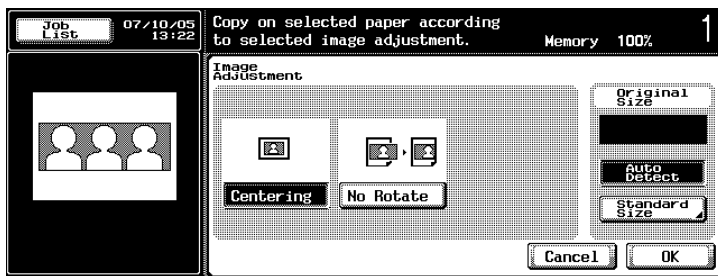 Job
List
07/10/05
13:22
Copy on selected paper according
to selected image adjustment.
Memory 100%
1
Image
Adjustment
Original
Size
Auto
Detect
Centering
No Rotate
Standard
Size
Cancel
OK